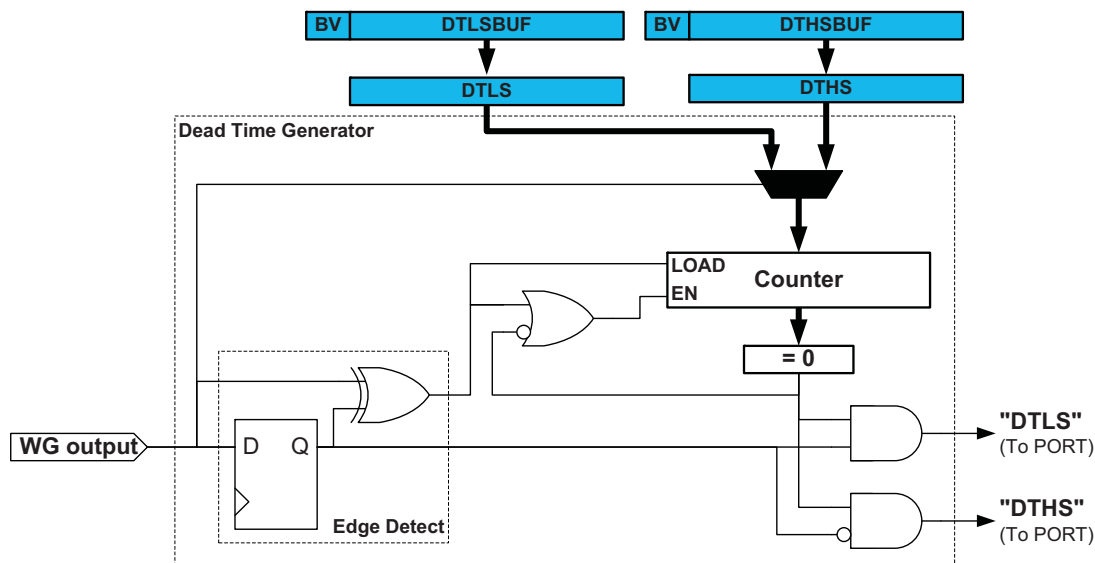 BV DTLSBUF BV DTHSBUF
DTLS DTHS
Dead Time Generator
LOAD
Counter
EN
= 0
"DTLS"
(To PORT)
WG output
D Q
"DTHS"
(To PORT)
Edge Detect